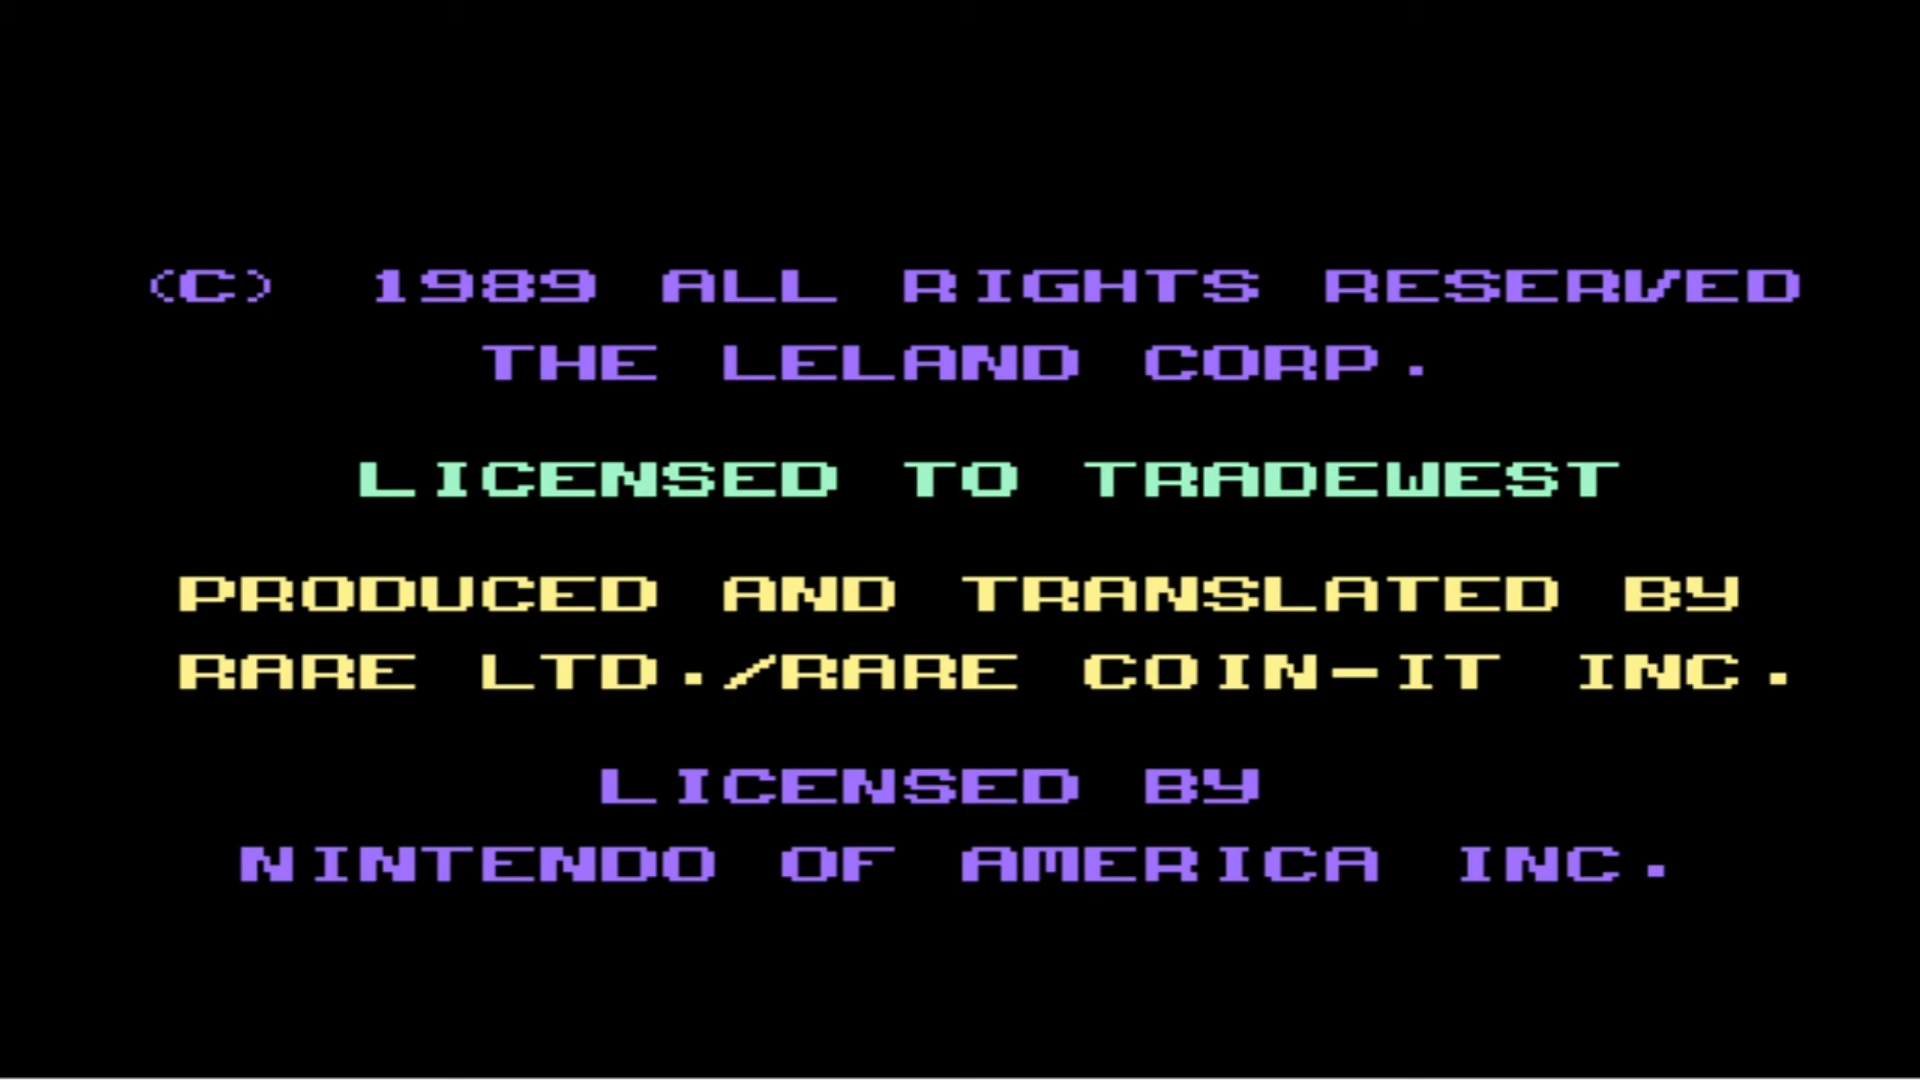 (C) 1989 ALL RIGHTS RESERVED
THE LELAND CORP.
LICENSED TO TRADEWEST
PRODUCED AND TRANSLATED BY
RARE LTD./RARE COIN-IT INC.
LICENSED BY
NINTENDO OF AMERICA INC.